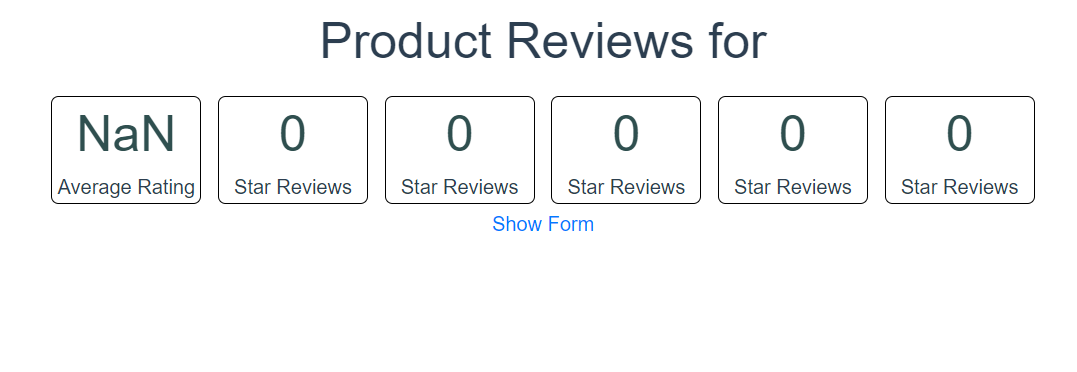 Product Reviews for
NaN 0 0 0 0 0
Average Rating Star Reviews Star Reviews Star Reviews Star Reviews Star Reviews
Show Form